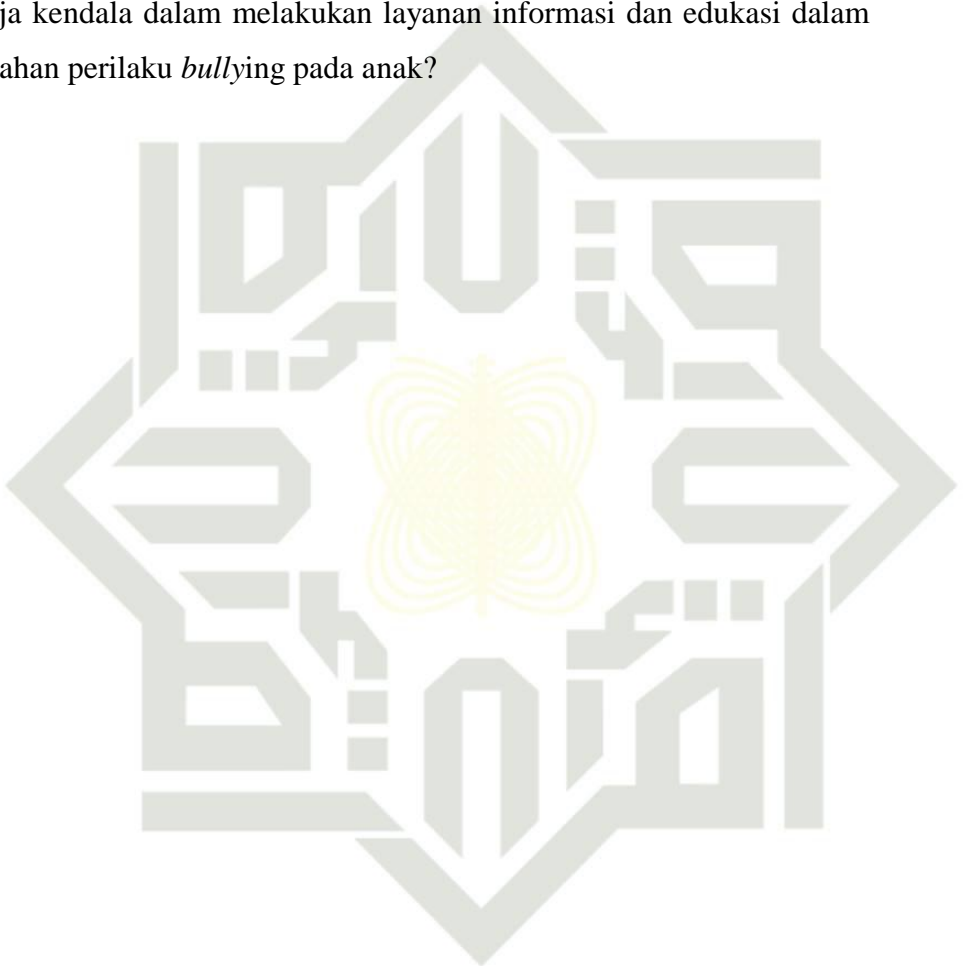 ja kendala dalam melakukan layanan informasi dan edukasi dalam
ahan perilaku bullying pada anak?